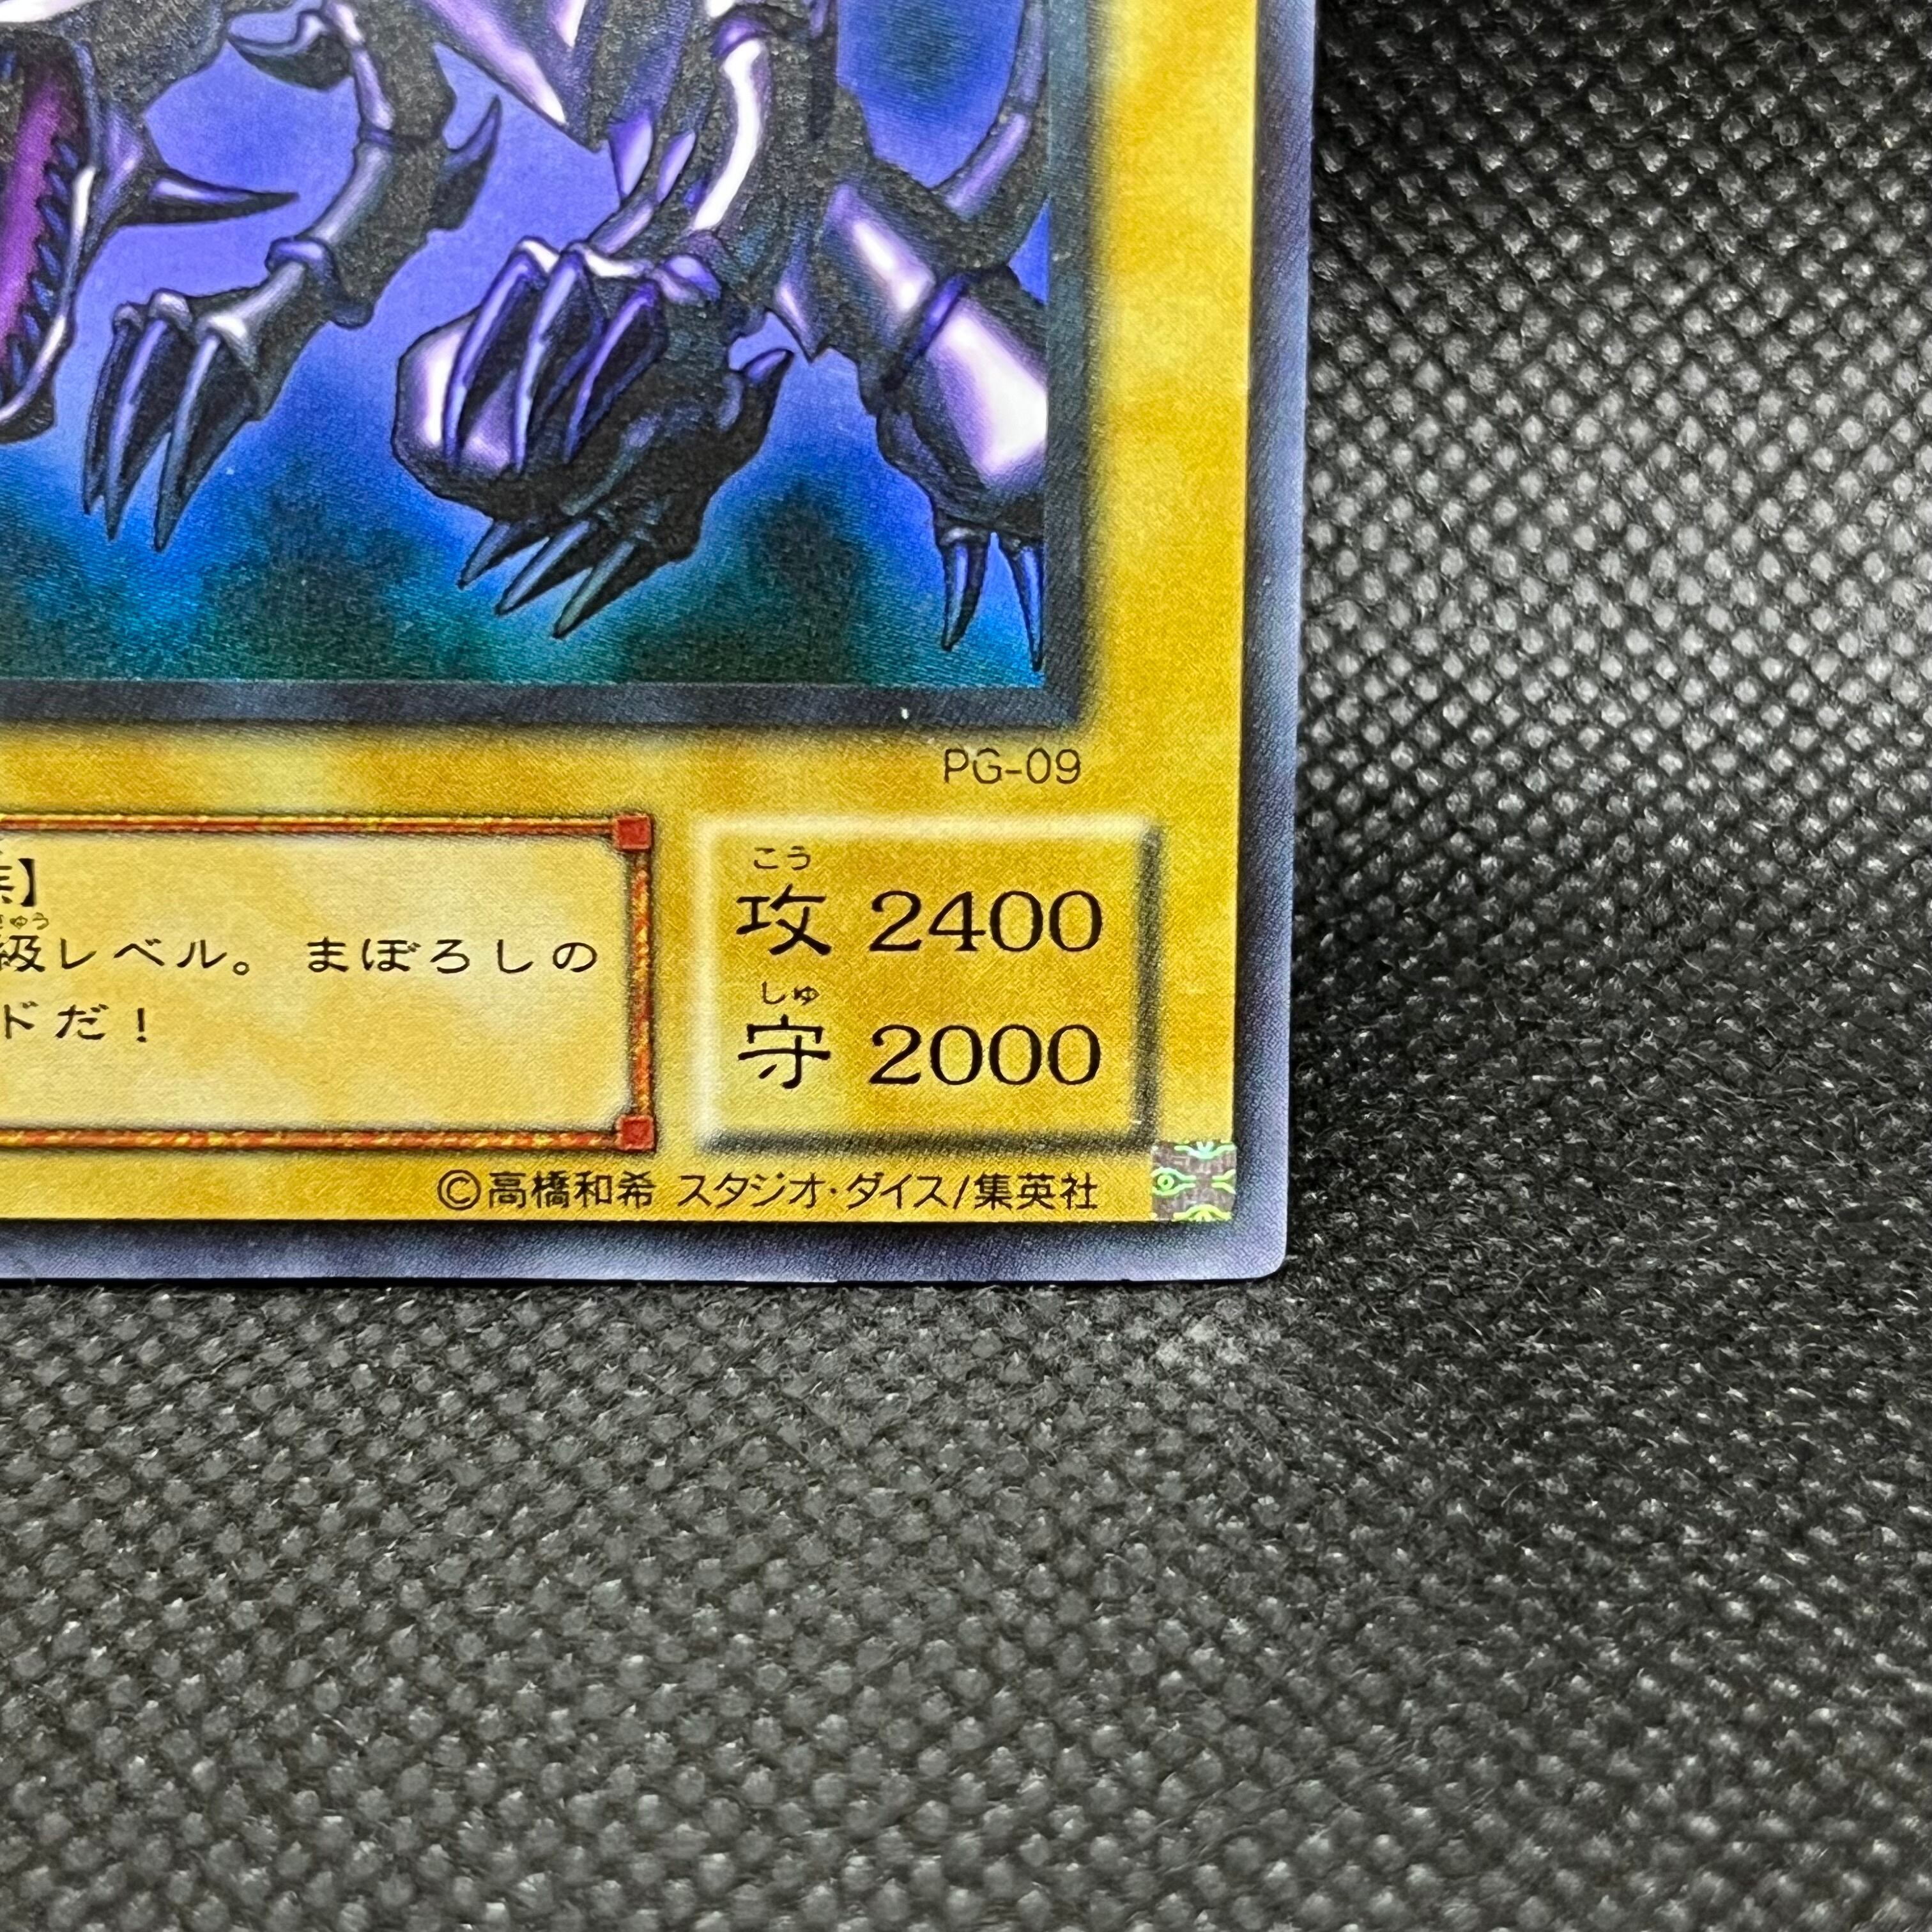 PG-09
】
級レベル。まぼろしの
ドだ!
こう
攻 2400
しゅ
守 2000
©高橋和希 スタジオ・ダイス/集英社